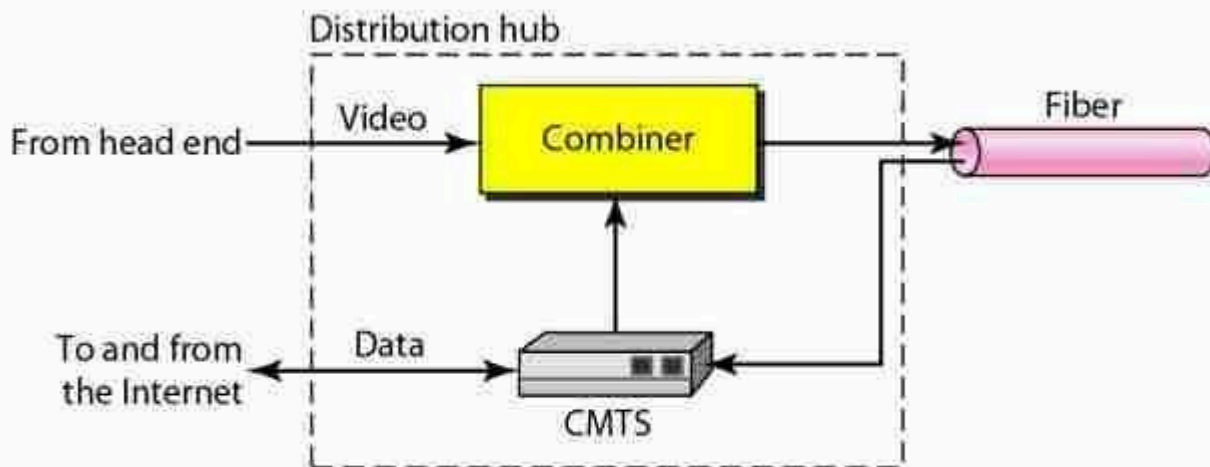 Distribution hub
Fiber
From head end
Video
Combiner
To and from
the Internet
Data
CMTS